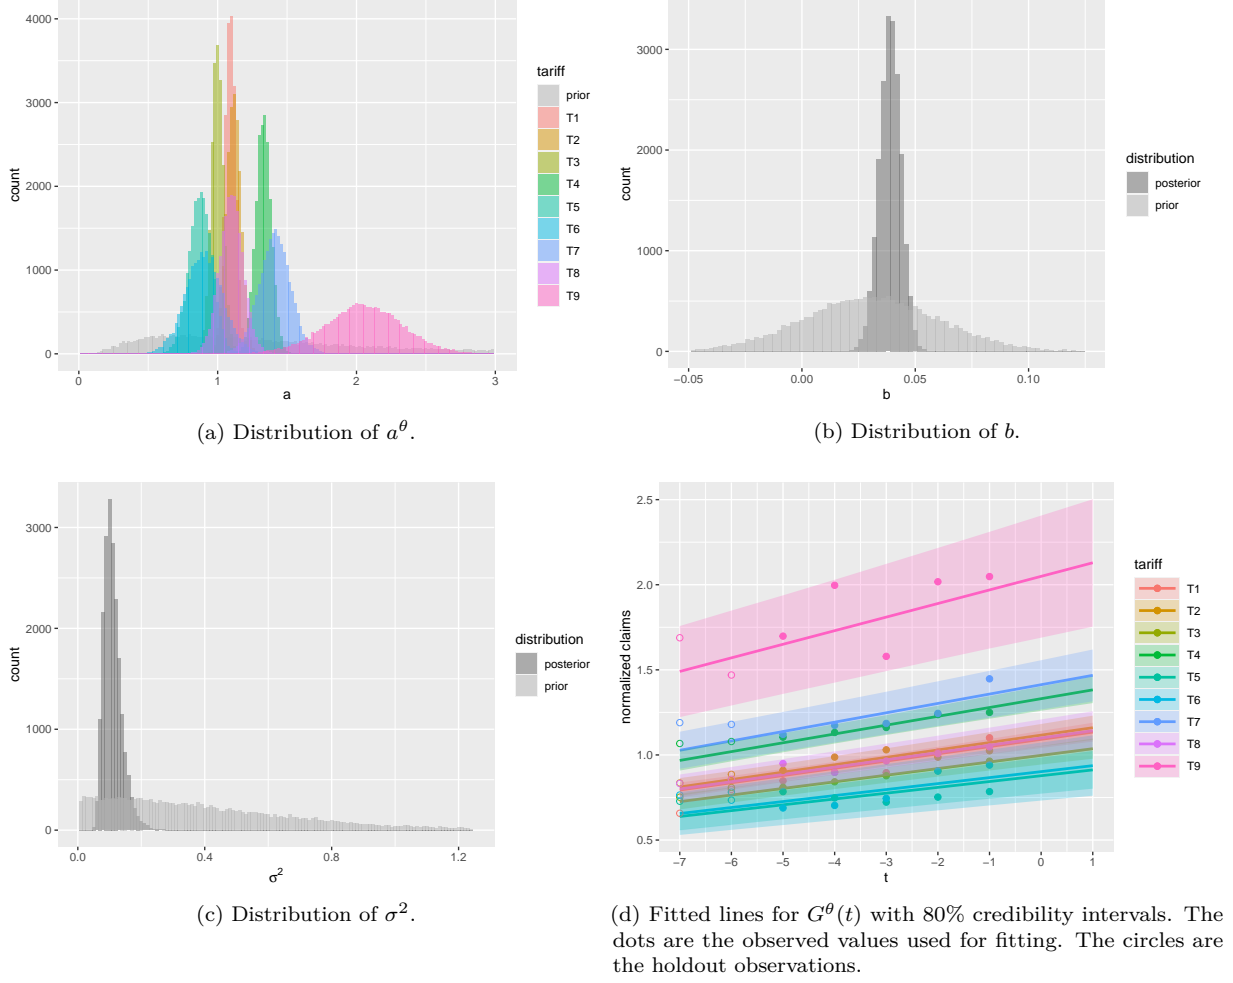 4000
3000
2000
1000
0
count
0
1
2
3
a
tariff
prior
T1
T2
T3
T4
T5
T6
T7
T8
T9
(a) Distribution of a^θ.
3000
2000
1000
0
count
−0.05
0.00
0.05
0.10
b
distribution
posterior
prior
(b) Distribution of b.
3000
2000
1000
0
count
0.0
0.4
0.8
1.2
σ²
distribution
posterior
prior
(c) Distribution of σ².
2.5
2.0
1.5
1.0
0.5
normalized claims
−7
−6
−5
−4
−3
−2
−1
0
1
t
tariff
T1
T2
T3
T4
T5
T6
T7
T8
T9
(d) Fitted lines for G^θ(t) with 80% credibility intervals. The
dots are the observed values used for fitting. The circles are
the holdout observations.